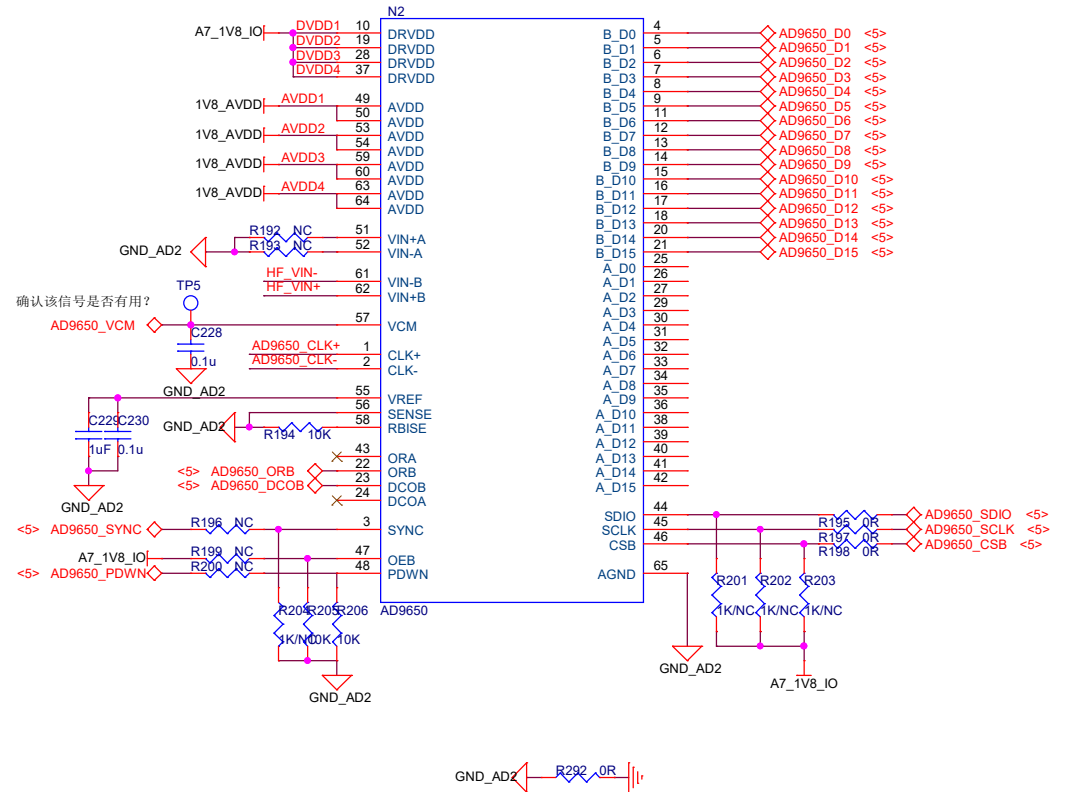 N2
A7_1V8_IO
DVDD1 10 DRVDD
DVDD2 19 DRVDD
DVDD3 28 DRVDD
DVDD4 37 DRVDD
1V8_AVDD AVDD1 49 AVDD
50 AVDD
1V8_AVDD AVDD2 53 AVDD
54 AVDD
1V8_AVDD AVDD3 59 AVDD
60 AVDD
1V8_AVDD AVDD4 63 AVDD
64 AVDD
R192 NC 51 VIN+A
GND_AD2 R193 NC 52 VIN-A
HF_VIN- 61 VIN-B
HF_VIN+ 62 VIN+B
TP5
确认该信号是否有用?
AD9650_VCM 57 VCM
C228
0.1u
GND_AD2
AD9650_CLK+ 1 CLK+
AD9650_CLK- 2 CLK-
55 VREF
56 SENSE
GND_AD2 R194 10K 58 RBISE
C229 C230
1uF 0.1u
GND_AD2
43 ORA
<5> AD9650_ORB 22 ORB
<5> AD9650_DCOB 23 DCOB
24 DCOA
<5> AD9650_SYNC R196 NC 3 SYNC
A7_1V8_IO R199 NC 47 OEB
<5> AD9650_PDWN R200 NC 48 PDWN
R204 R205 R206
1K/NC 10K 10K
GND_AD2
AD9650
4 B_D0 AD9650_D0 <5>
5 B_D1 AD9650_D1 <5>
6 B_D2 AD9650_D2 <5>
7 B_D3 AD9650_D3 <5>
8 B_D4 AD9650_D4 <5>
9 B_D5 AD9650_D5 <5>
11 B_D6 AD9650_D6 <5>
12 B_D7 AD9650_D7 <5>
13 B_D8 AD9650_D8 <5>
14 B_D9 AD9650_D9 <5>
15 B_D10 AD9650_D10 <5>
16 B_D11 AD9650_D11 <5>
17 B_D12 AD9650_D12 <5>
18 B_D13 AD9650_D13 <5>
20 B_D14 AD9650_D14 <5>
21 B_D15 AD9650_D15 <5>
25 A_D0
26 A_D1
27 A_D2
29 A_D3
30 A_D4
31 A_D5
32 A_D6
33 A_D7
34 A_D8
35 A_D9
36 A_D10
38 A_D11
39 A_D12
40 A_D13
41 A_D14
42 A_D15
44 SDIO R195 0R AD9650_SDIO <5>
45 SCLK R197 0R AD9650_SCLK <5>
46 CSB R198 0R AD9650_CSB <5>
65 AGND
R201 R202 R203
1K/NC 1K/NC 1K/NC
GND_AD2
A7_1V8_IO
GND_AD2 R292 0R